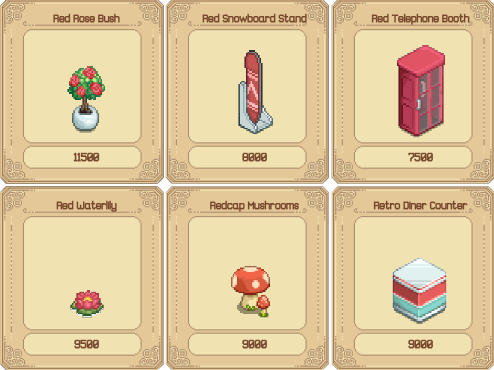 Red Rose Bush
Red Snowboard Stand
Red Telephone Booth
11500
8000
7500
Red Waterlily
Redcap Mushrooms
Retro Diner Counter
9500
9000
9000